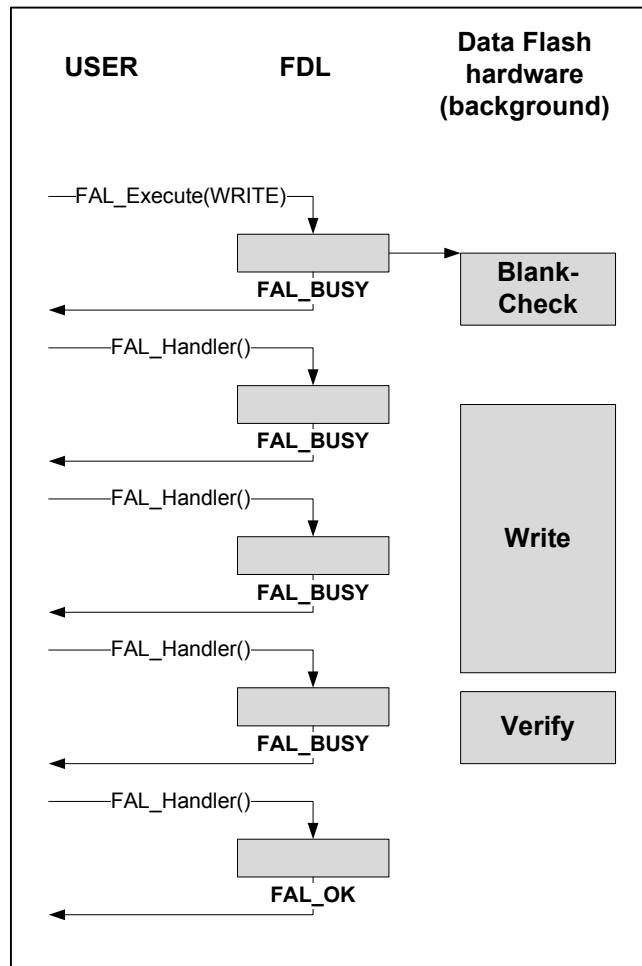 USER
FDL
Data Flash
hardware
(background)
FAL_Execute(WRITE)
Blank-
Check
FAL_BUSY
FAL_Handler()
FAL_BUSY
FAL_Handler()
Write
FAL_BUSY
FAL_Handler()
Verify
FAL_BUSY
FAL_Handler()
FAL_OK